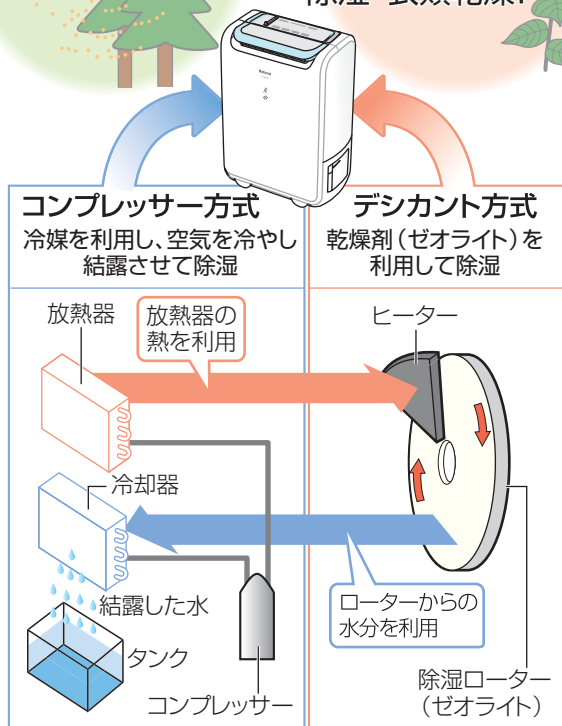 コンプレッサー方式
冷媒を利用し、空気を冷やし
結露させて除湿
デシカント方式
乾燥剤(ゼオライト)を
利用して除湿
放熱器
放熱器の
熱を利用
ヒーター
冷却器
結露した水
タンク
コンプレッサー
ローターからの
水分を利用
除湿ローター
(ゼオライト)